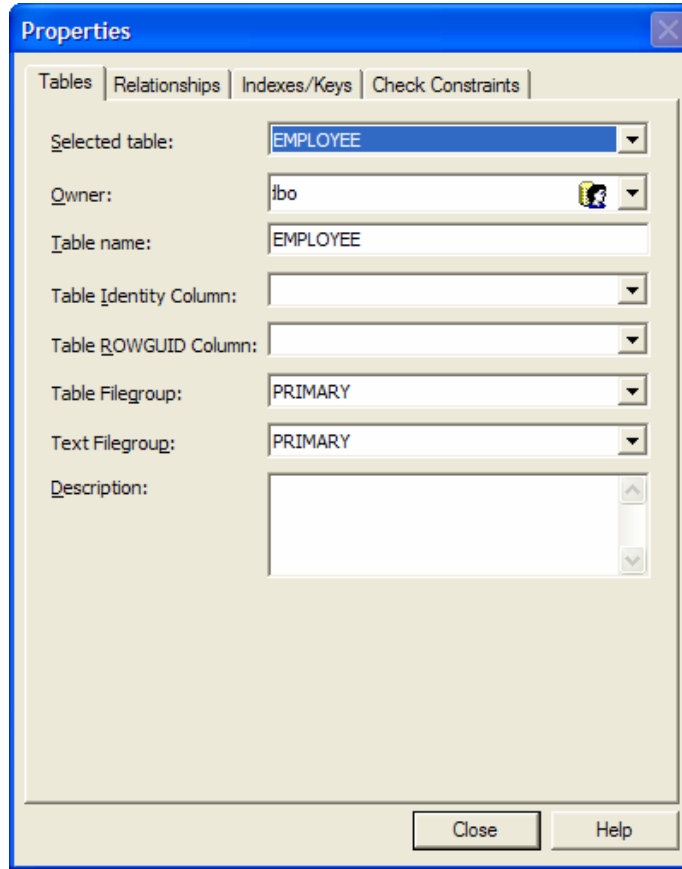 Properties
Tables Relationships Indexes/Keys Check Constraints
Selected table: EMPLOYEE
Owner: dbo
Table name: EMPLOYEE
Table Identity Column:
Table ROWGUID Column:
Table Filegroup: PRIMARY
Text Filegroup: PRIMARY
Description:
Close Help